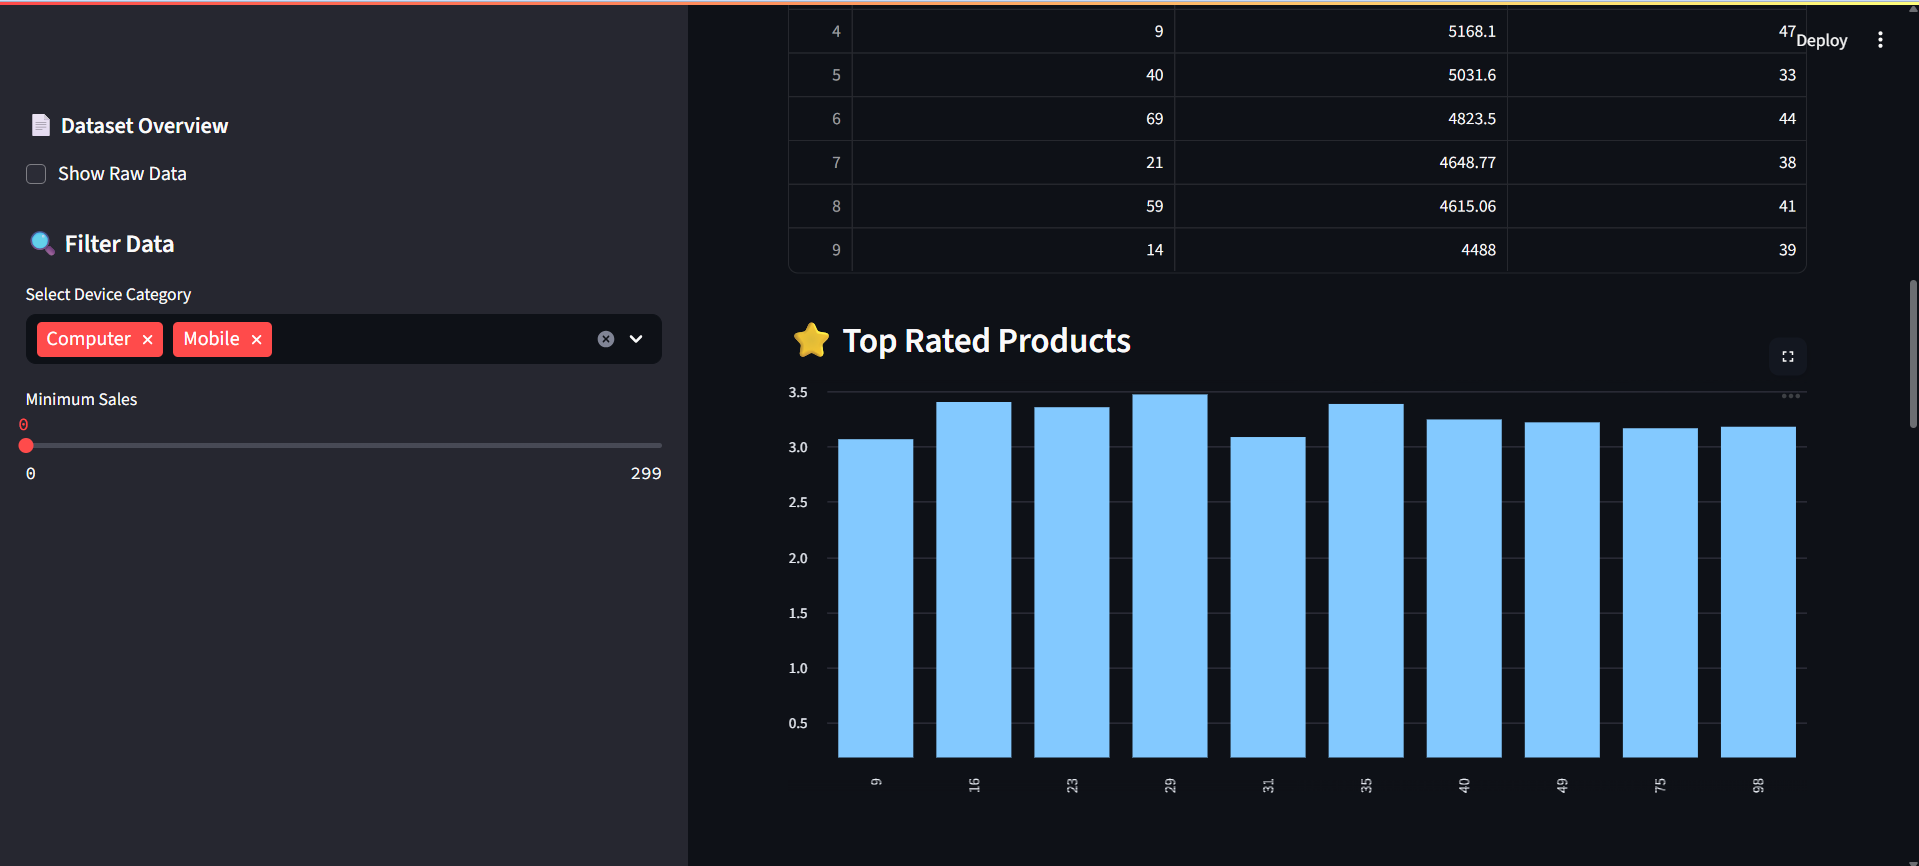 Deploy
Dataset Overview
Show Raw Data
Filter Data
Select Device Category
Computer × Mobile ×
Minimum Sales
0
0 299
4 9 5168.1 47
5 40 5031.6 33
6 69 4823.5 44
7 21 4648.77 38
8 59 4615.06 41
9 14 4488 39
Top Rated Products
3.5
3.0
2.5
2.0
1.5
1.0
0.5
9 16 23 29 31 35 40 49 75 98